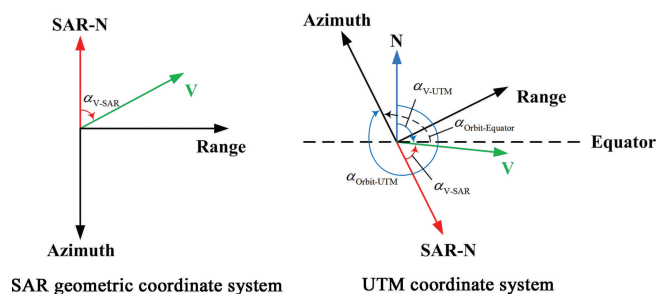 SAR-N
V
αV-SAR
Range
Azimuth
SAR geometric coordinate system
Azimuth
N
αV-UTM
Range
αOrbit-Equator
Equator
V
αOrbit-UTM
αV-SAR
SAR-N
UTM coordinate system